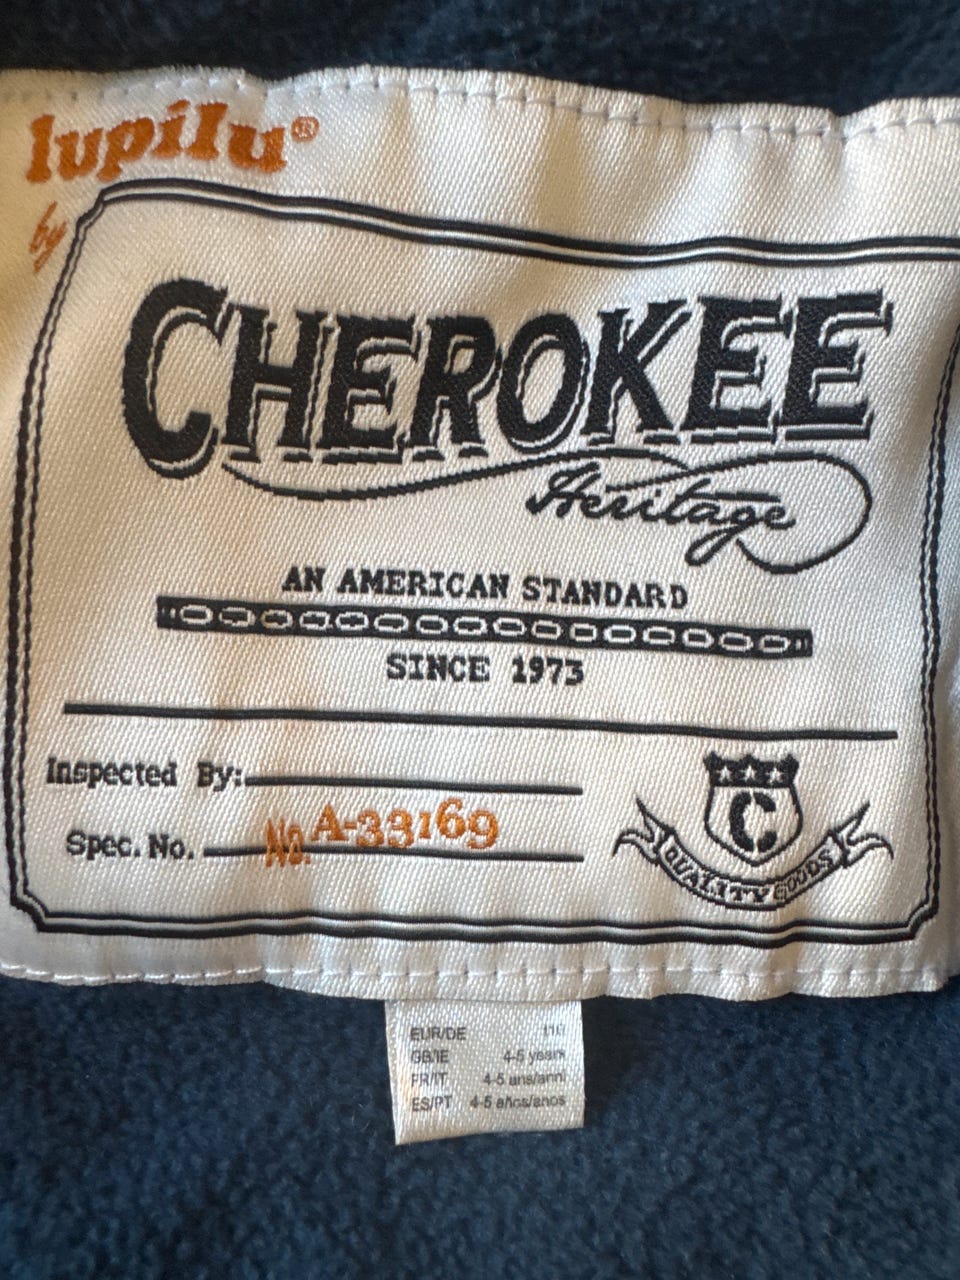 lupilu®
by
CHEROKEE
Heritage
AN AMERICAN STANDARD
SINCE 1973
Inspected By:
Spec. No. No. A-33169
C
QUALITY GOODS
EUR/DE 110
GB/IE 4-5 years
FR/IT 4-5 ans/anni
ES/PT 4-5 años/anos